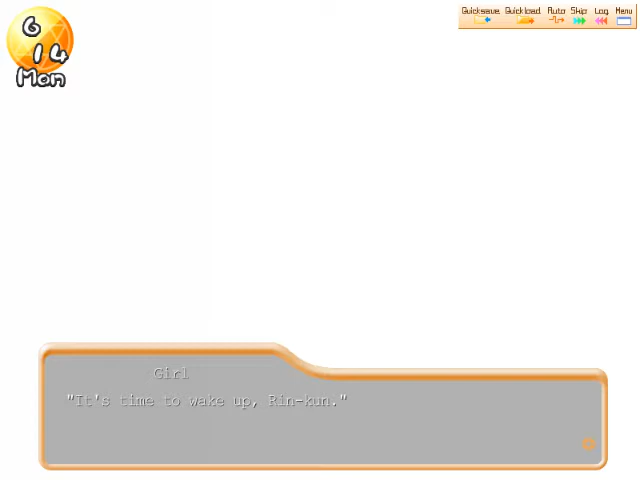 6
14
Mon
Quicksave Quickload Auto Skip Log Menu
Girl
"It's time to wake up, Rin-kun."